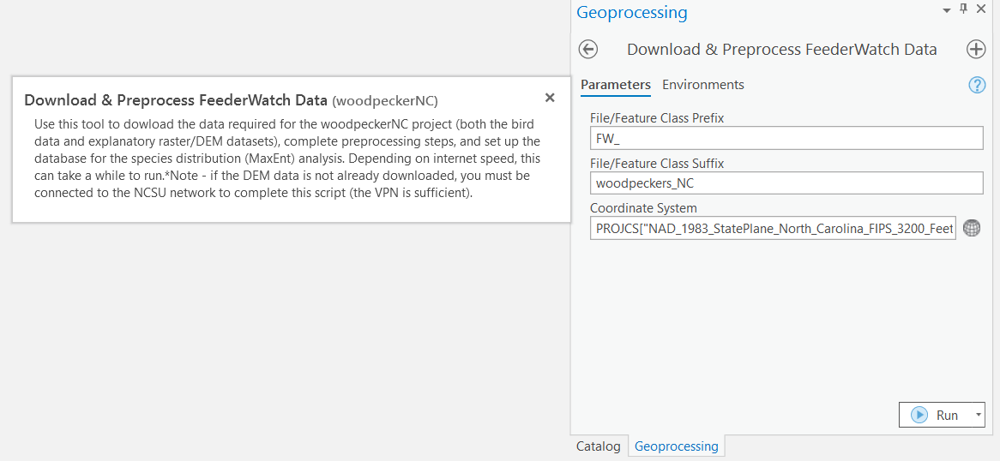 Geoprocessing
Download & Preprocess FeederWatch Data
Parameters Environments
Download & Preprocess FeederWatch Data (woodpeckerNC)
Use this tool to dowload the data required for the woodpeckerNC project (both the bird
data and explanatory raster/DEM datasets), complete preprocessing steps, and set up the
database for the species distribution (MaxEnt) analysis. Depending on internet speed, this
can take a while to run.*Note - if the DEM data is not already downloaded, you must be
connected to the NCSU network to complete this script (the VPN is sufficient).
File/Feature Class Prefix
FW_
File/Feature Class Suffix
woodpeckers_NC
Coordinate System
PROJCS["NAD_1983_StatePlane_North_Carolina_FIPS_3200_Feet
Run
Catalog Geoprocessing